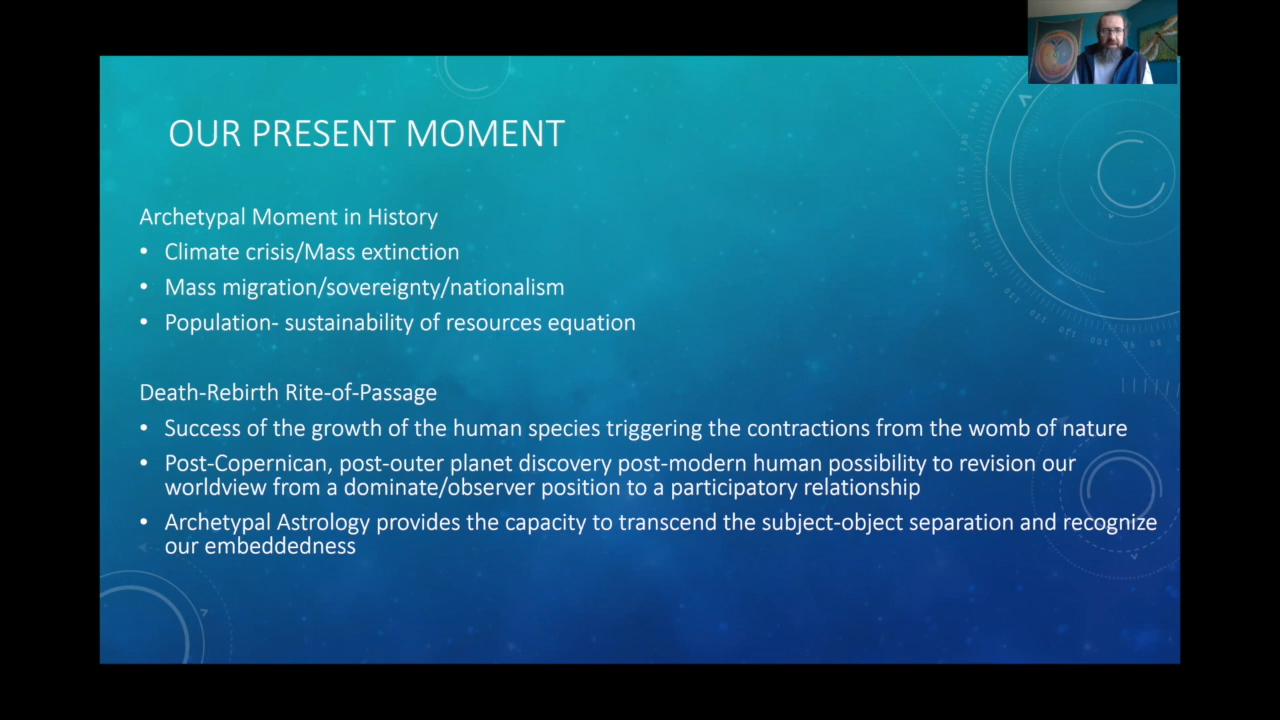 OUR PRESENT MOMENT
Archetypal Moment in History
• Climate crisis/Mass extinction
• Mass migration/sovereignty/nationalism
• Population- sustainability of resources equation
Death-Rebirth Rite-of-Passage
• Success of the growth of the human species triggering the contractions from the womb of nature
• Post-Copernican, post-outer planet discovery post-modern human possibility to revision our
worldview from a dominate/observer position to a participatory relationship
• Archetypal Astrology provides the capacity to transcend the subject-object separation and recognize
our embeddedness